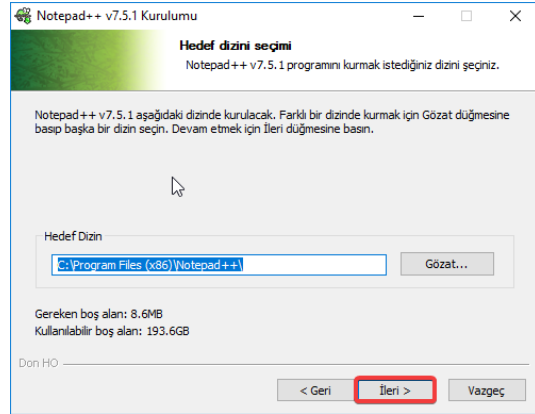 Notepad++ v7.5.1 Kurulumu
Hedef dizini seçimi
Notepad++ v7.5.1 programını kurmak istediğiniz dizini seçiniz.
Notepad++ v7.5.1 aşağıdaki dizinde kurulacak. Farklı bir dizinde kurmak için Gözat düğmesine
basıp başka bir dizin seçin. Devam etmek için İleri düğmesine basın.
Hedef Dizin
C:\Program Files (x86)\Notepad++\
Gözat...
Gereken boş alan: 8.6MB
Kullanılabilir boş alan: 193.6GB
Don HO
< Geri
İleri >
Vazgeç